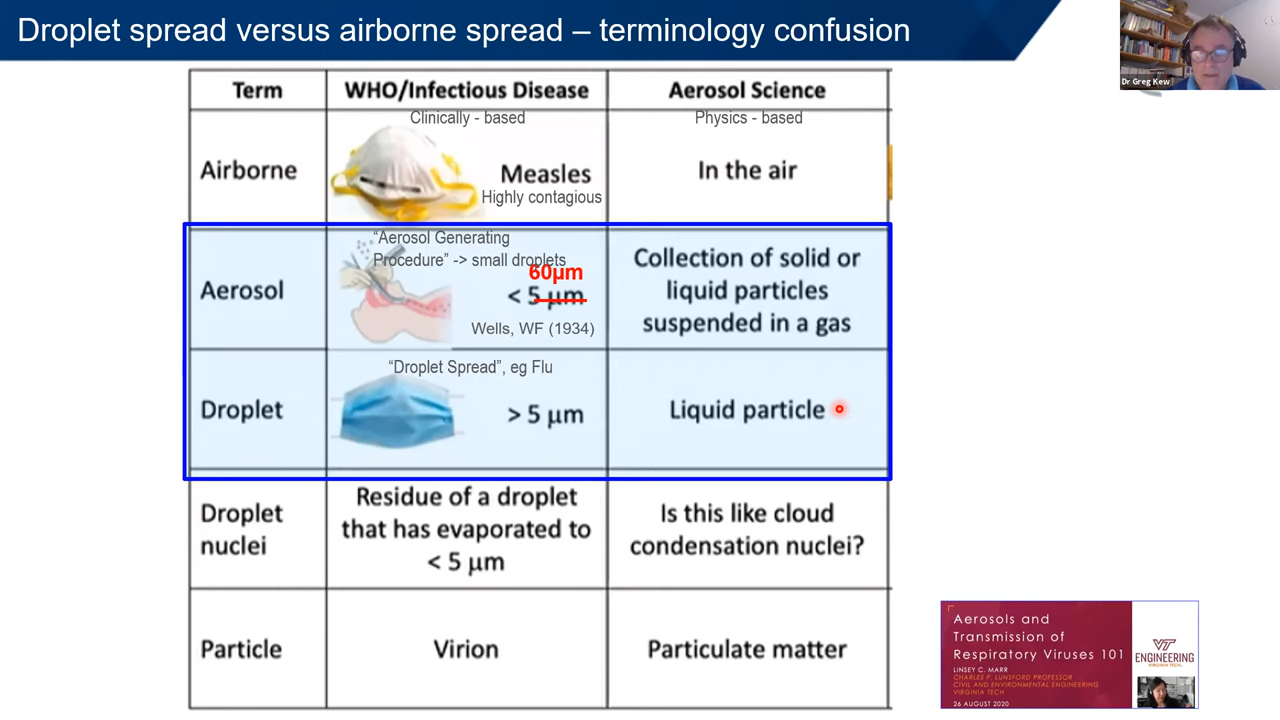 Droplet spread versus airborne spread – terminology confusion
Dr Greg Kew
Term
WHO/Infectious Disease
Aerosol Science
Clinically - based
Physics - based
Airborne
Measles
Highly contagious
In the air
Aerosol
“Aerosol Generating
Procedure” -> small droplets
60µm
< 5 µm
Wells, WF (1934)
Collection of solid or
liquid particles
suspended in a gas
Droplet
“Droplet Spread”, eg Flu
> 5 µm
Liquid particle
Droplet
nuclei
Residue of a droplet
that has evaporated to
< 5 µm
Is this like cloud
condensation nuclei?
Particle
Virion
Particulate matter
Aerosols and
Transmission of
Respiratory Viruses 101
LINSEY C. MARR
CHARLES P. LUNSFORD PROFESSOR
CIVIL AND ENVIRONMENTAL ENGINEERING
VIRGINIA TECH
26 AUGUST 2020
VT
ENGINEERING
VIRGINIA TECH